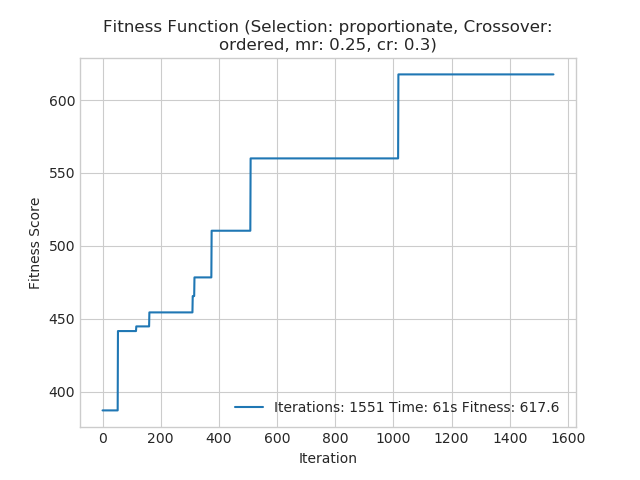 Fitness Function (Selection: proportionate, Crossover:
ordered, mr: 0.25, cr: 0.3)
600
550
500
450
400
Fitness Score
Iterations: 1551 Time: 61s Fitness: 617.6
0 200 400 600 800 1000 1200 1400 1600
Iteration